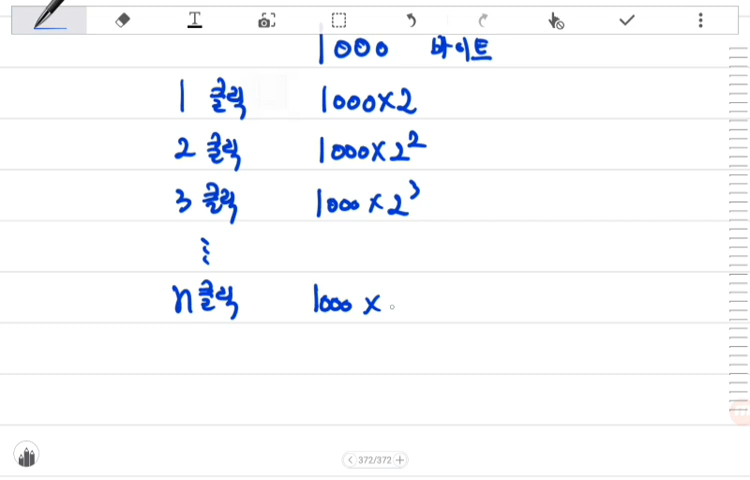 1000 바이트
1 클릭 1000×2
2 클릭 1000×2²
3 클릭 1000×2³
⋮
n클릭 1000×
372/372